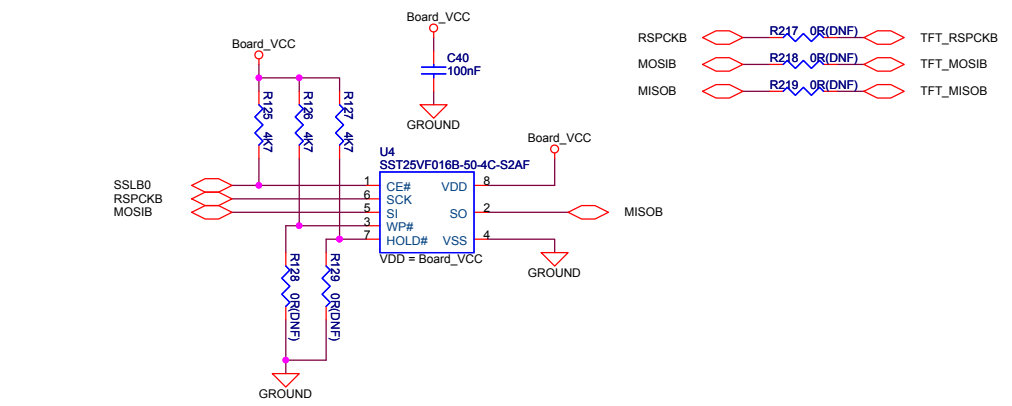 Board_VCC
Board_VCC
C40
100nF
GROUND
R125 4K7
R126 4K7
R127 4K7
RSPCKB R217 0R(DNF) TFT_RSPCKB
MOSIB R218 0R(DNF) TFT_MOSIB
MISOB R219 0R(DNF) TFT_MISOB
Board_VCC
U4
SST25VF016B-50-4C-S2AF
SSLB0 1 CE# VDD 8
RSPCKB 6 SCK
MOSIB 5 SI SO 2 MISOB
3 WP#
7 HOLD# VSS 4
VDD = Board_VCC
GROUND
R128 0R(DNF)
R129 0R(DNF)
GROUND